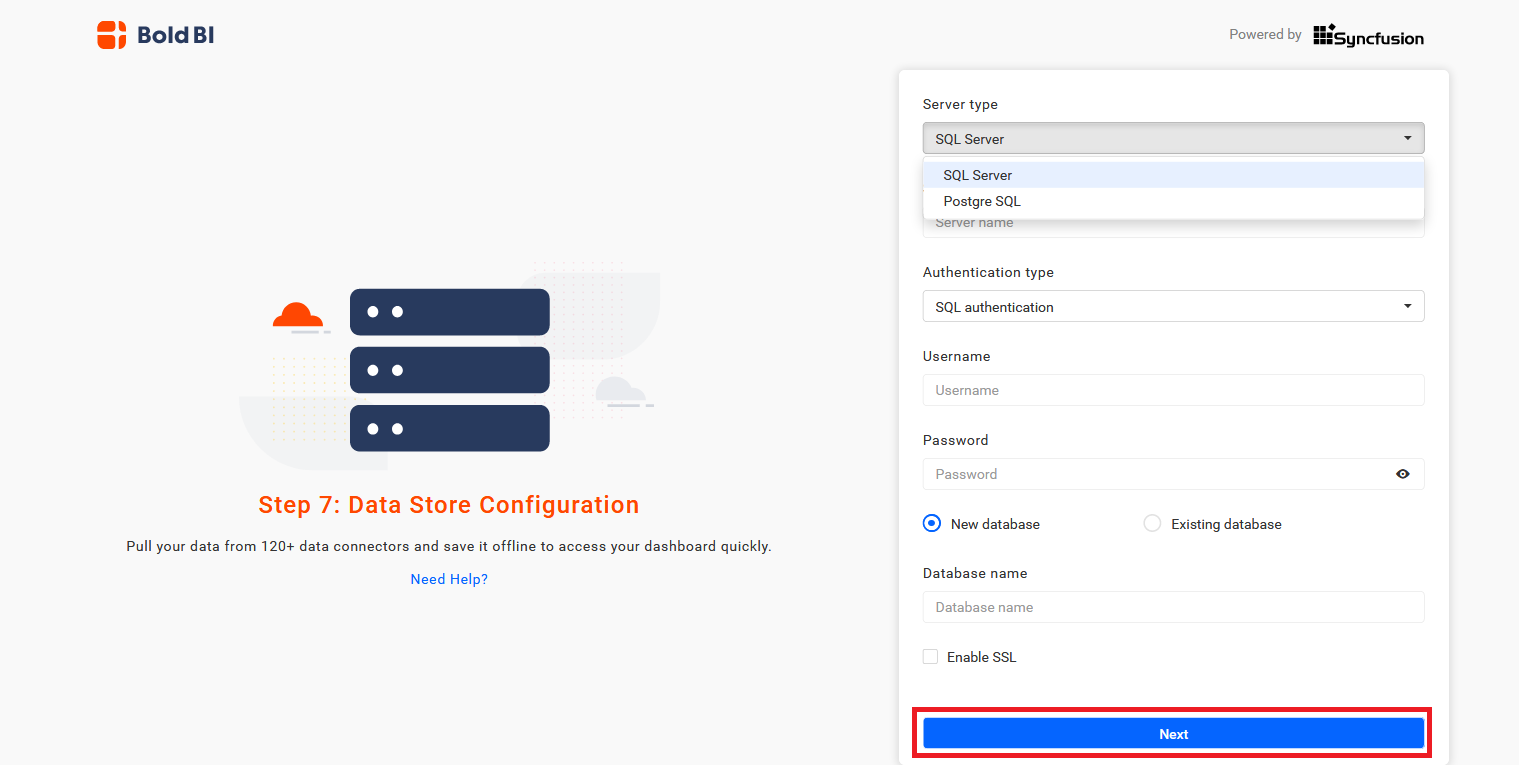 Bold BI
Powered by Syncfusion
Server type
SQL Server
SQL Server
Postgre SQL
Server name
Authentication type
SQL authentication
Username
Username
Password
Password
New database
Existing database
Database name
Database name
Enable SSL
Next
Step 7: Data Store Configuration
Pull your data from 120+ data connectors and save it offline to access your dashboard quickly.
Need Help?